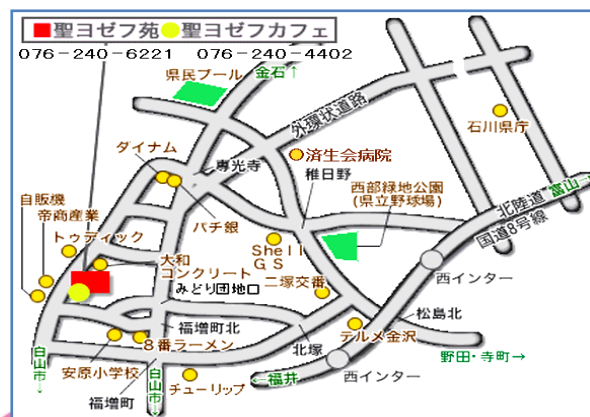 聖ヨゼフ苑 聖ヨゼフカフェ
076-240-6221 076-240-4402
県民プール
金石↑
外環状道路
石川県庁
ダイナム
専光寺
済生会病院
稚日野
西部緑地公園
(県立野球場)
北陸道
富山→
国道8号線
自販機
帝商産業
トゥディック
パチ銀
大和
コンクリート
みどり団地口
Shell
GS
二塚交番
西インター
松島北
福増町北
8番ラーメン
北塚
テルメ金沢
野田・寺町→
白山市↓
安原小学校
白山市↓
チューリップ
←福井
西インター
福増町